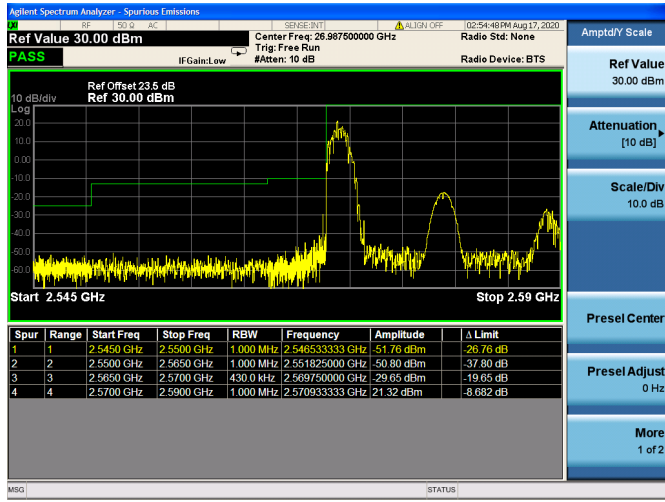 Agilent Spectrum Analyzer - Spurious Emissions
LXI RF 50 Ω AC SENSE:INT ALIGN OFF 02:54:48 PM Aug 17, 2020
Ref Value 30.00 dBm Center Freq: 26.987500000 GHz Radio Std: None
Trig: Free Run
PASS IFGain:Low #Atten: 10 dB Radio Device: BTS
Ref Offset 23.5 dB
10 dB/div Ref 30.00 dBm
Log
20.0
10.0
0.00
-10.0
-20.0
-30.0
-40.0
-50.0
-60.0
Start 2.545 GHz Stop 2.59 GHz
Spur Range Start Freq Stop Freq RBW Frequency Amplitude Δ Limit
1 1 2.5450 GHz 2.5500 GHz 1.000 MHz 2.546533333 GHz -51.76 dBm -26.76 dB
2 2 2.5500 GHz 2.5650 GHz 1.000 MHz 2.551825000 GHz -50.80 dBm -37.80 dB
3 3 2.5650 GHz 2.5700 GHz 430.0 kHz 2.569750000 GHz -29.65 dBm -19.65 dB
4 4 2.5700 GHz 2.5900 GHz 1.000 MHz 2.570933333 GHz 21.32 dBm -8.682 dB
Amptd/Y Scale
Ref Value
30.00 dBm
Attenuation
[10 dB]
Scale/Div
10.0 dB
Presel Center
Presel Adjust
0 Hz
More
1 of 2
MSG STATUS